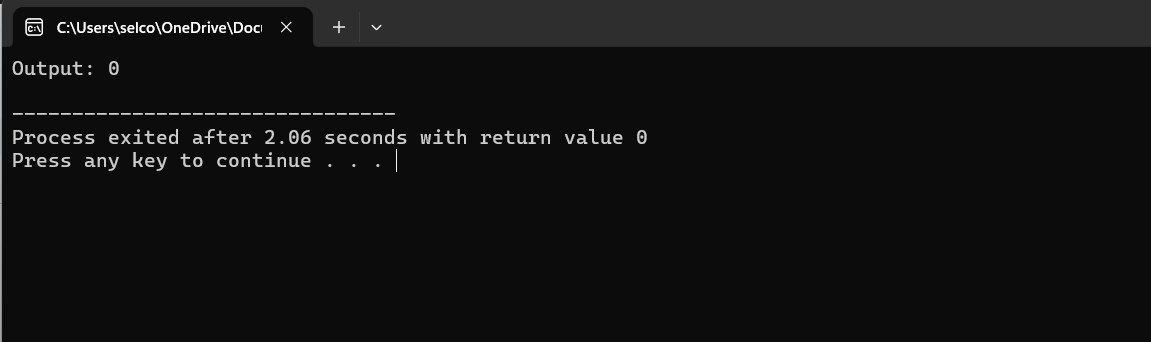 C:\Users\selco\OneDrive\Docu
Output: 0
--------------------------------
Process exited after 2.06 seconds with return value 0
Press any key to continue . . .